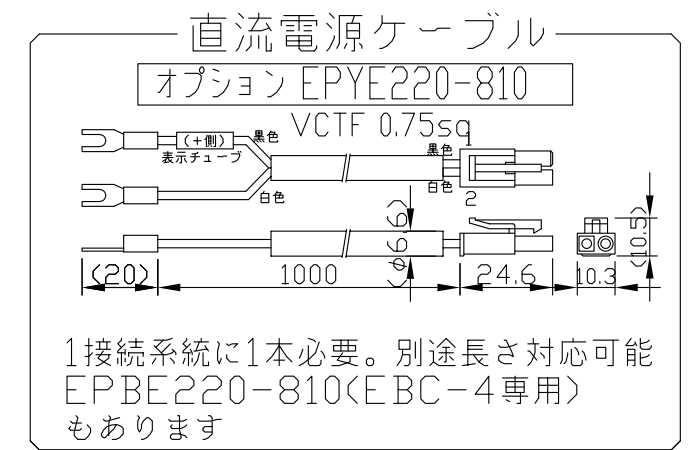 直流電源ケーブル
オプション EPYE220-810
VCTF 0.75sq
黒色
(+側)
表示チューブ
黒色
1
白色
白色
2
(φ6.6)
(10.5)
(20)
1000
24.6
10.3
1接続系統に1本必要。別途長さ対応可能
EPBE220-810(EBC-4専用)
もあります